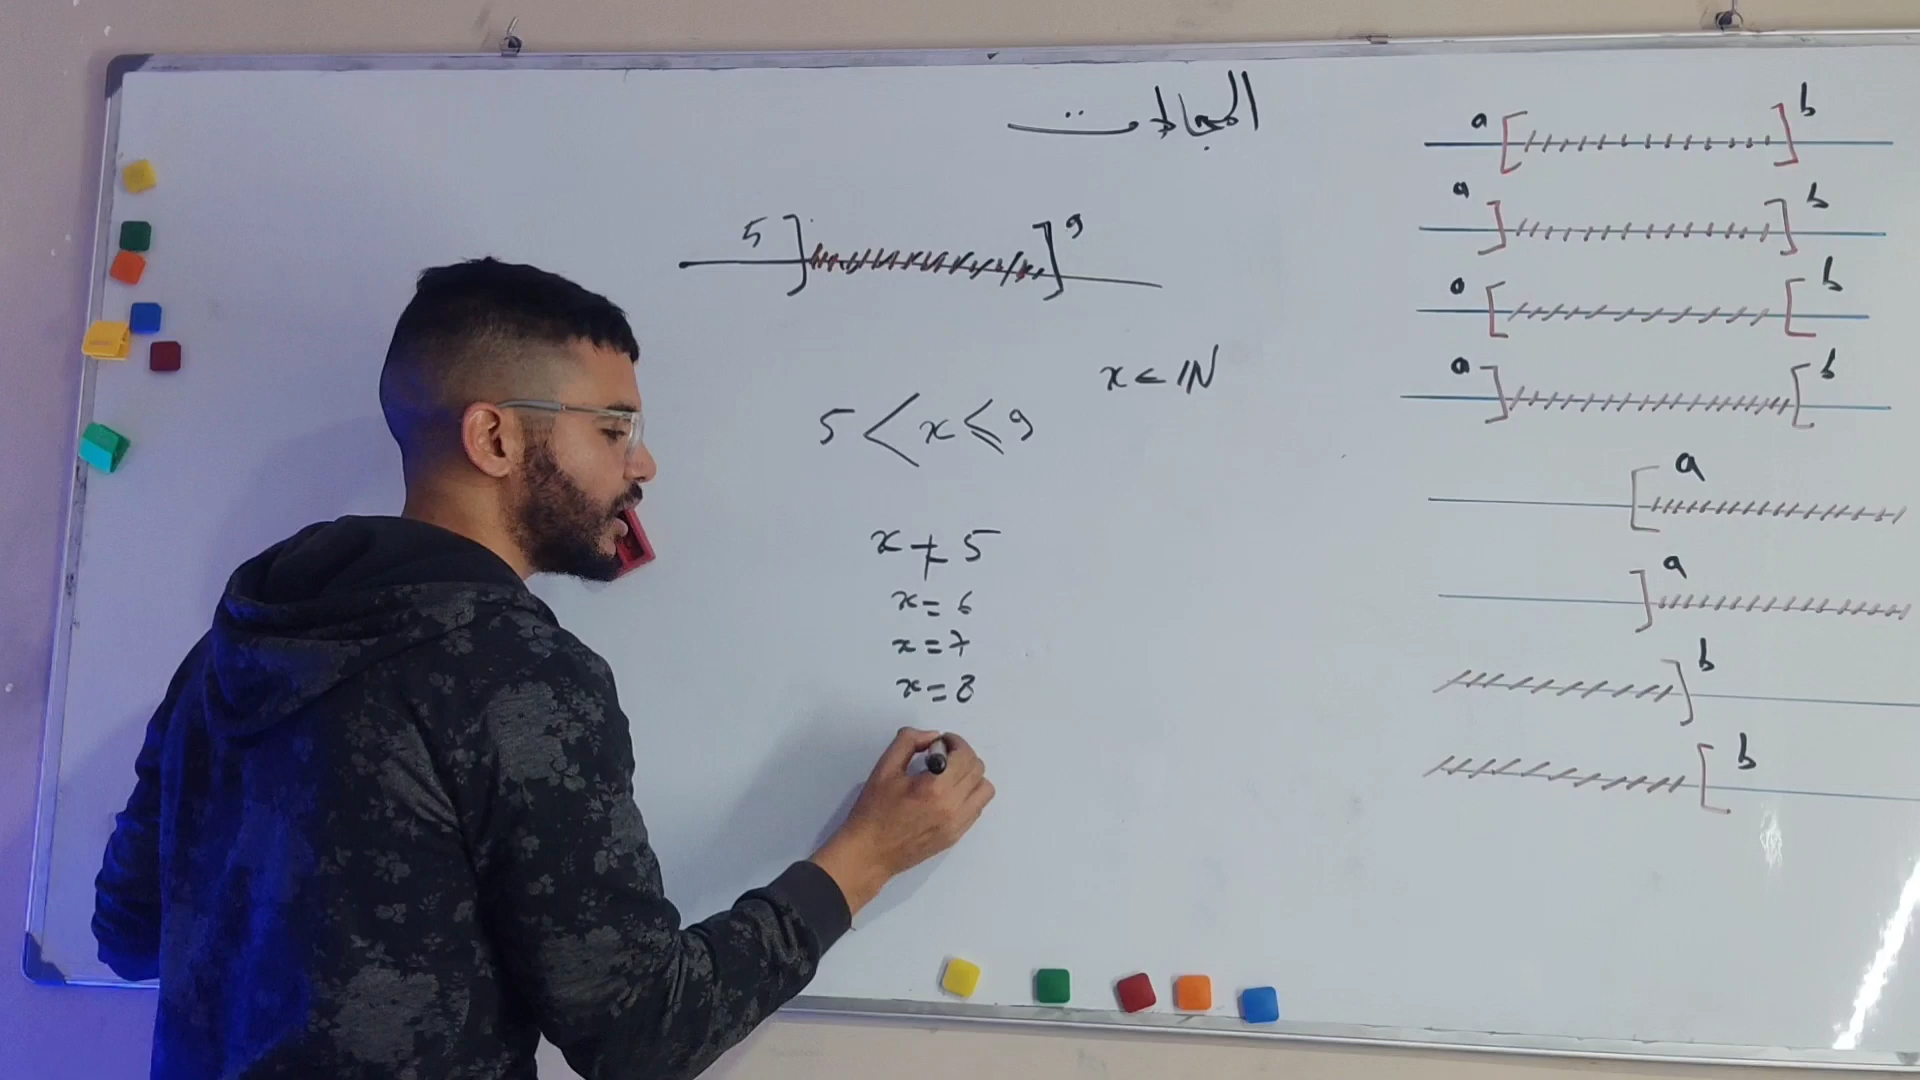 المجالات
5 ] ] 9
x ∈ IN
5 < x ≤ 9
x ≠ 5
x = 6
x = 7
x = 8
a [ ] b
a ] ] b
a [ [ b
a ] [ b
[ a
] a
] b
[ b